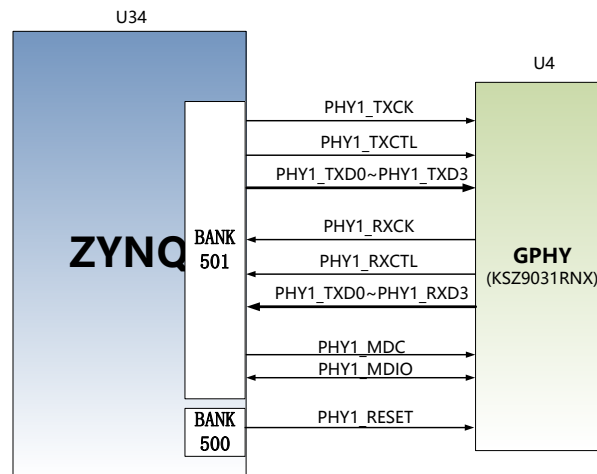 U34
U4
PHY1_TXCK
PHY1_TXCTL
PHY1_TXD0~PHY1_TXD3
PHY1_RXCK
PHY1_RXCTL
PHY1_TXD0~PHY1_RXD3
PHY1_MDC
PHY1_MDIO
PHY1_RESET
ZYNQ
BANK
501
BANK
500
GPHY
(KSZ9031RNX)